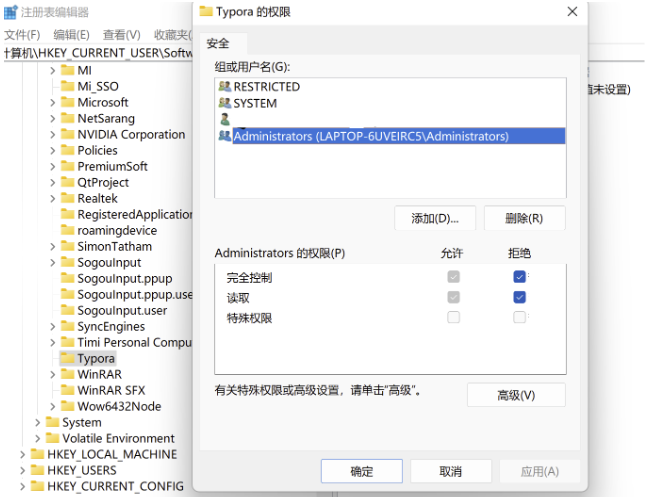 注册表编辑器
文件(F) 编辑(E) 查看(V) 收藏夹(
计算机\HKEY_CURRENT_USER\Softw
MI
Mi_SSO
Microsoft
NetSarang
NVIDIA Corporation
Policies
PremiumSoft
QtProject
Realtek
RegisteredApplication
roamingdevice
SimonTatham
SogouInput
SogouInput.ppup
SogouInput.ppup.use
SogouInput.user
SyncEngines
Timi Personal Compu
Typora
WinRAR
WinRAR SFX
Wow6432Node
System
Volatile Environment
HKEY_LOCAL_MACHINE
HKEY_USERS
HKEY_CURRENT_CONFIG
Typora 的权限
安全
组或用户名(G):
RESTRICTED
SYSTEM
Administrators (LAPTOP-6UVEIRC5\Administrators)
添加(D)... 删除(R)
Administrators 的权限(P) 允许 拒绝
完全控制
读取
特殊权限
有关特殊权限或高级设置，请单击"高级"。
高级(V)
确定 取消 应用(A)
值未设置)